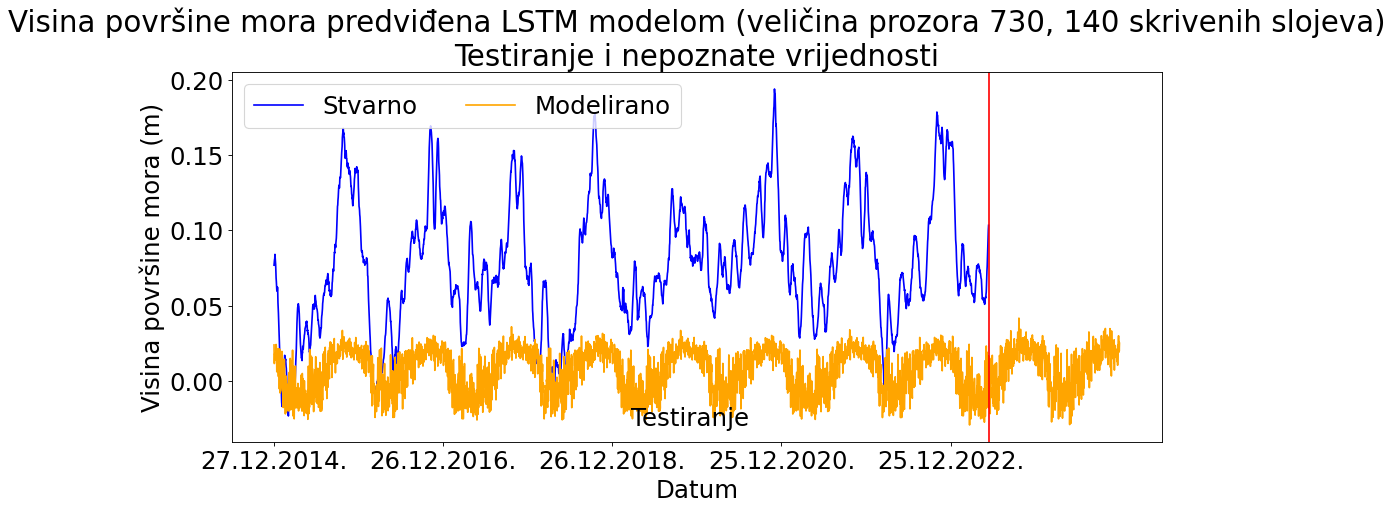 Visina površine mora predviđena LSTM modelom (veličina prozora 730, 140 skrivenih slojeva)
Testiranje i nepoznate vrijednosti
Stvarno
Modelirano
Visina površine mora (m)
0.20
0.15
0.10
0.05
0.00
Testiranje
27.12.2014.
26.12.2016.
26.12.2018.
25.12.2020.
25.12.2022.
Datum